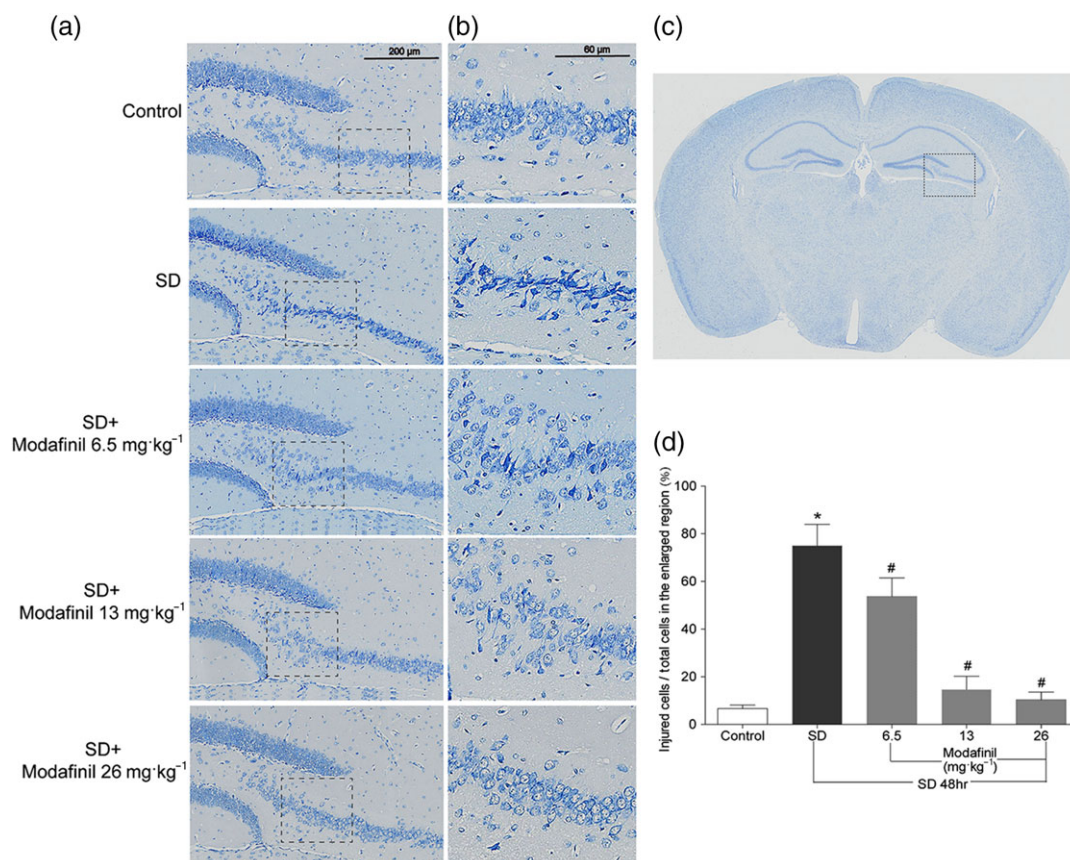 (a)
(b)
(c)
200 μm
60 μm
Control
SD
SD+
Modafinil 6.5 mg·kg⁻¹
SD+
Modafinil 13 mg·kg⁻¹
SD+
Modafinil 26 mg·kg⁻¹
(d)
Injured cells / total cells in the enlarged region (%)
100
80
60
40
20
0
*
#
#
#
Control
SD
6.5
13
26
Modafinil
(mg·kg⁻¹)
SD 48hr